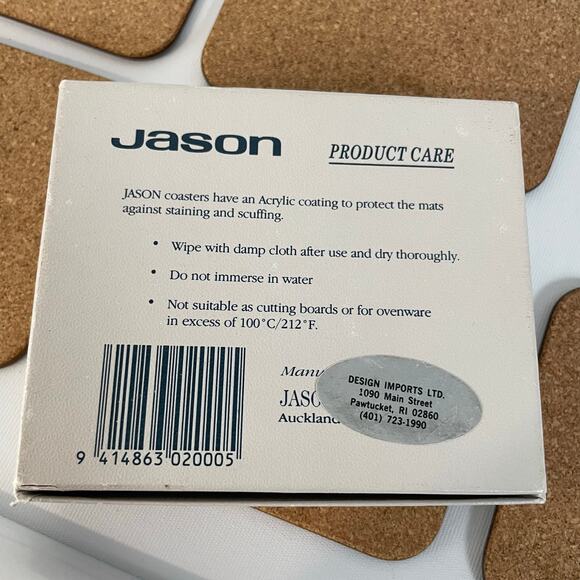 Jason
PRODUCT CARE
JASON coasters have an Acrylic coating to protect the mats
against staining and scuffing.
• Wipe with damp cloth after use and dry thoroughly.
• Do not immerse in water
• Not suitable as cutting boards or for ovenware
in excess of 100°C/212°F.
Auckland
DESIGN IMPORTS LTD.
1090 Main Street
Pawtucket, RI 02860
(401) 723-1990
9 414863 020005